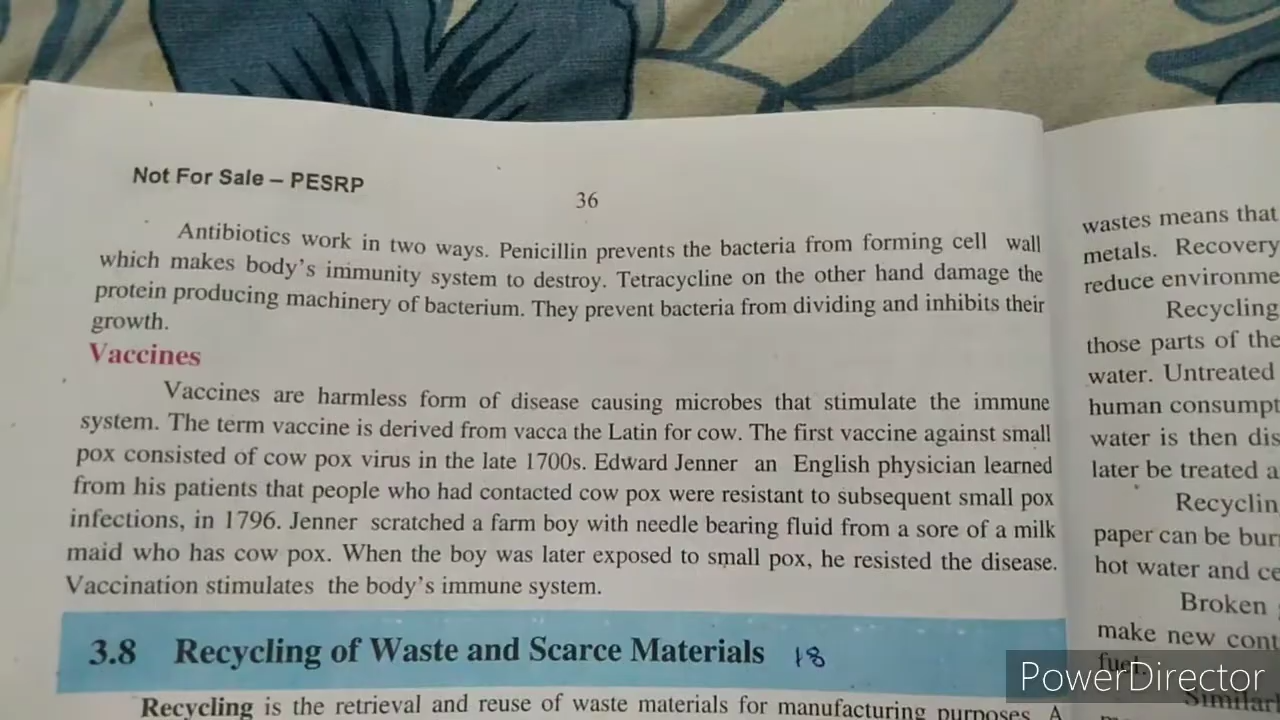 Not For Sale – PESRP
36
Antibiotics work in two ways. Penicillin prevents the bacteria from forming cell wall
which makes body's immunity system to destroy. Tetracycline on the other hand damage the
protein producing machinery of bacterium. They prevent bacteria from dividing and inhibits their
growth.
Vaccines
Vaccines are harmless form of disease causing microbes that stimulate the immune
system. The term vaccine is derived from vacca the Latin for cow. The first vaccine against small
pox consisted of cow pox virus in the late 1700s. Edward Jenner an English physician learned
from his patients that people who had contacted cow pox were resistant to subsequent small pox
infections, in 1796. Jenner scratched a farm boy with needle bearing fluid from a sore of a milk
maid who has cow pox. When the boy was later exposed to small pox, he resisted the disease.
Vaccination stimulates the body's immune system.
3.8 Recycling of Waste and Scarce Materials 18
Recycling is the retrieval and reuse of waste materials for manufacturing purposes. A
wastes means that
metals. Recovery
reduce
Recycling
those parts of the
water. Untreated
human
water is then
later be treated a
paper can be
hot water and
Broken
make new
fuel.
PowerDirector